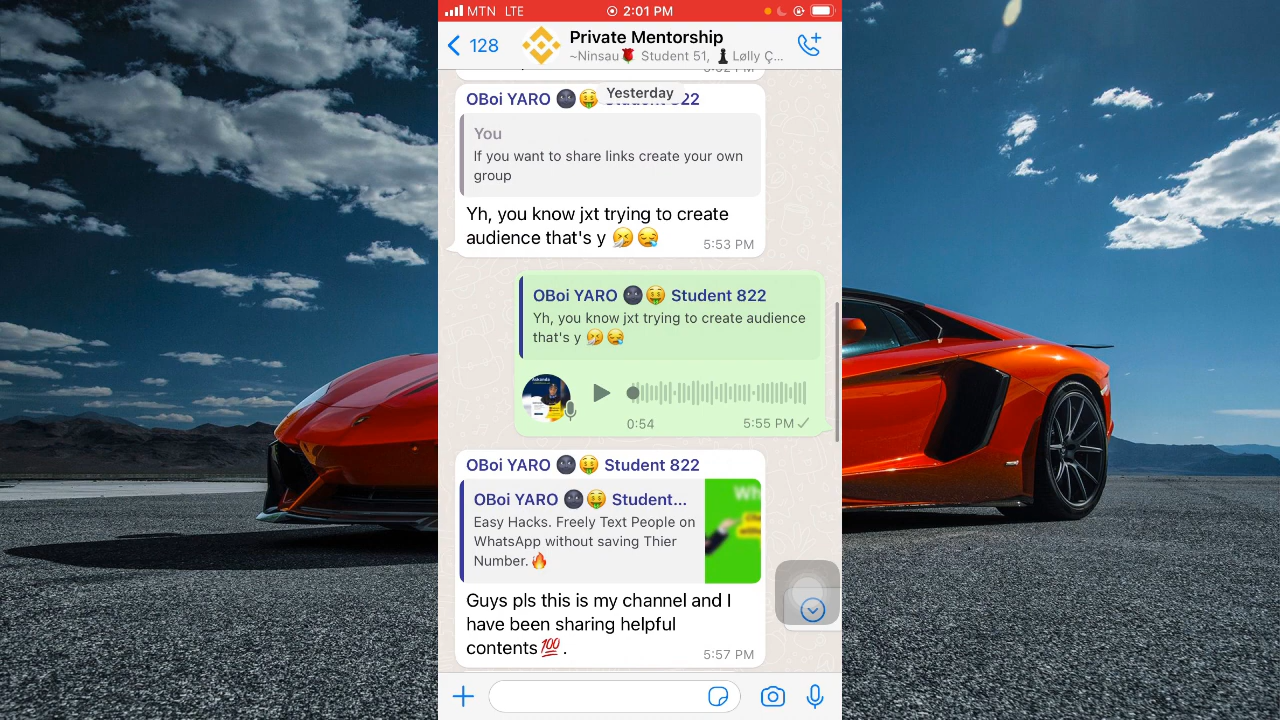 MTN LTE 2:01 PM
128
Private Mentorship
~Ninsau🌹 Student 51, ♟Lølly Ç...
Yesterday
OBoi YARO 🌚🤑 Student 822
You
If you want to share links create your own
group
Yh, you know jxt trying to create
audience that's y 🤧😪
5:53 PM
OBoi YARO 🌚🤑 Student 822
Yh, you know jxt trying to create audience
that's y 🤧😪
0:54
5:55 PM
OBoi YARO 🌚🤑 Student 822
OBoi YARO 🌚🤑 Student...
Easy Hacks. Freely Text People on
WhatsApp without saving Thier
Number.🔥
Guys pls this is my channel and I
have been sharing helpful
contents💯.
5:57 PM